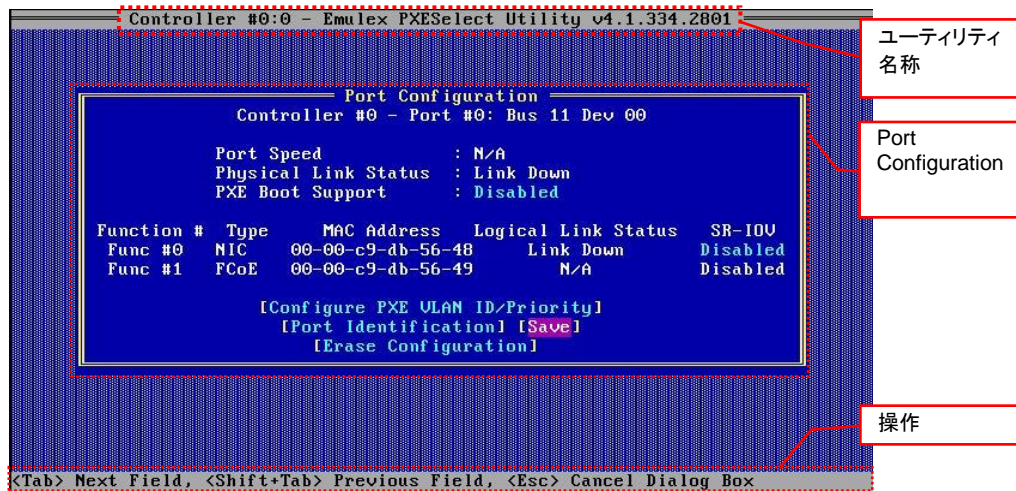 Controller #0:0 - Emulex PXESelect Utility v4.1.334.2801
ユーティリティ
名称
Port Configuration
Controller #0 - Port #0: Bus 11 Dev 00
Port
Configuration
Port Speed : N/A
Physical Link Status : Link Down
PXE Boot Support : Disabled
Function # Type MAC Address Logical Link Status SR-IOV
Func #0 NIC 00-00-c9-db-56-48 Link Down Disabled
Func #1 FCoE 00-00-c9-db-56-49 N/A Disabled
[Configure PXE VLAN ID/Priority]
[Port Identification] [Save]
[Erase Configuration]
操作
<Tab> Next Field, <Shift+Tab> Previous Field, <Esc> Cancel Dialog Box